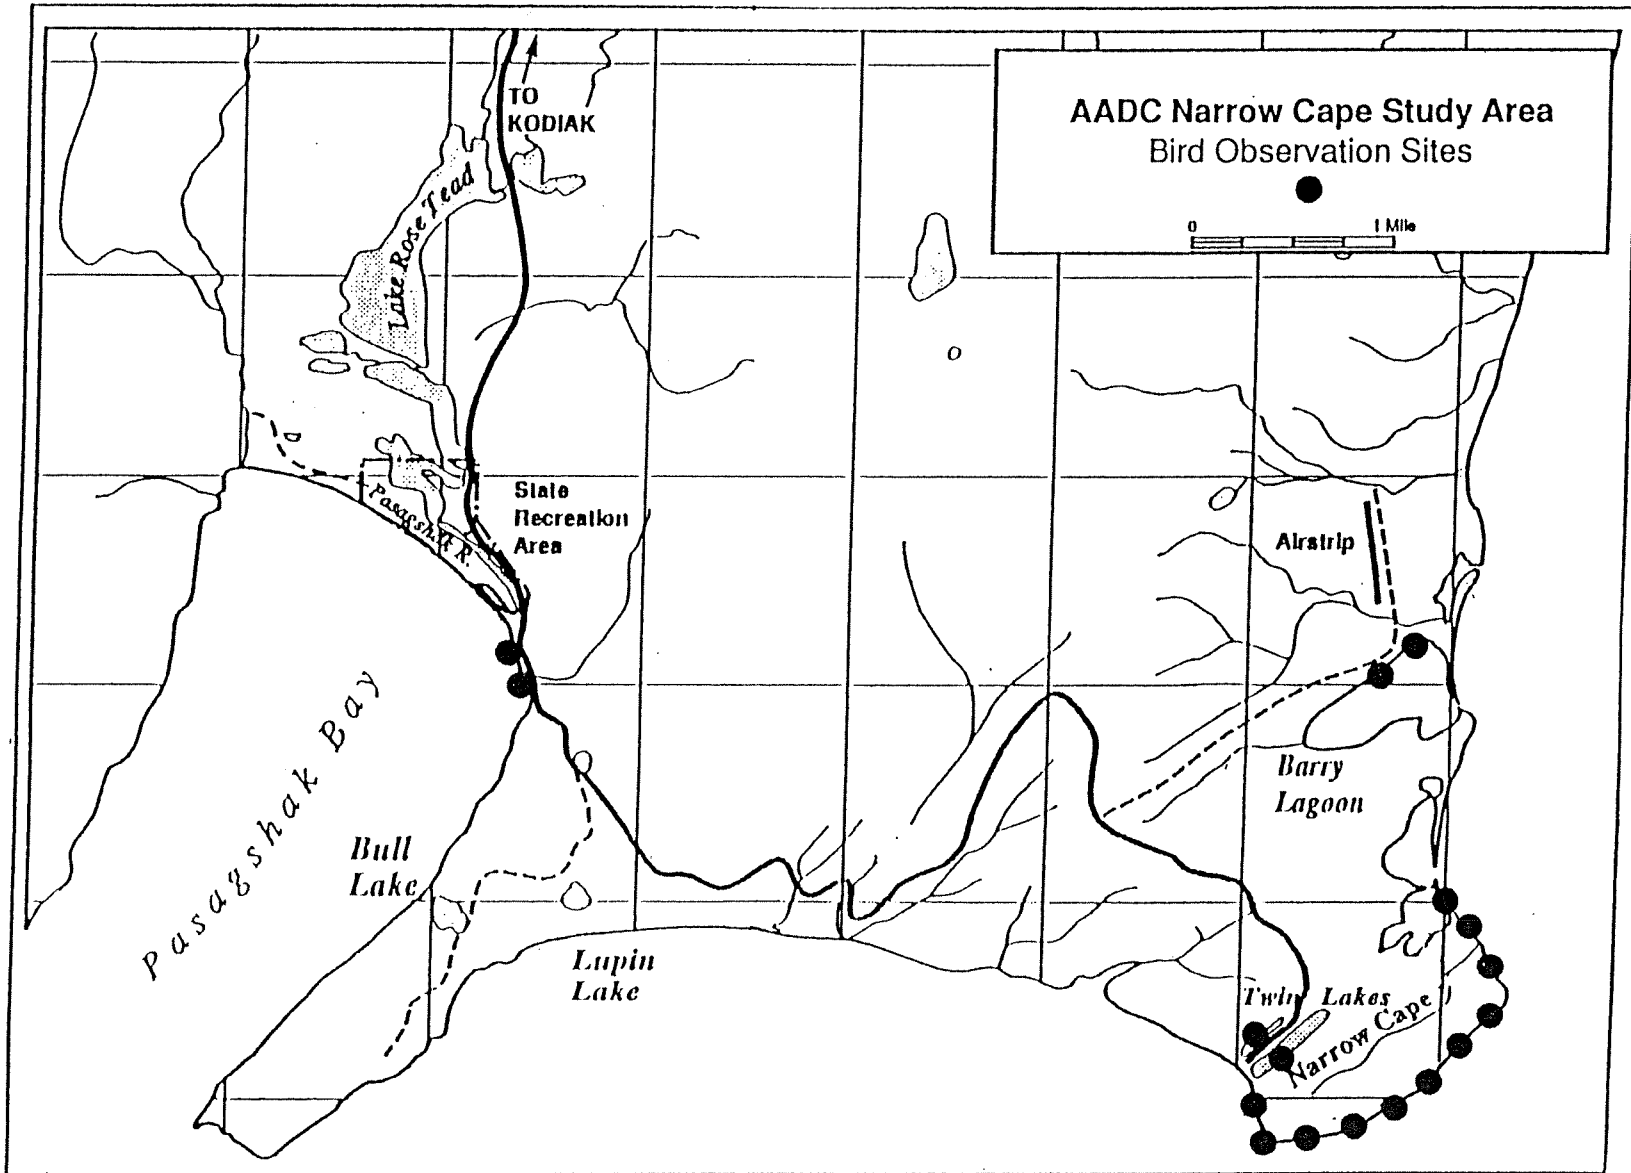 AADC Narrow Cape Study Area
Bird Observation Sites
0 1 Mile
TO
KODIAK
Lake Rose Tead
State
Recreation
Area
Pasagshak R.
Airstrip
Pasagshak Bay
Barry
Lagoon
Bull
Lake
Lupin
Lake
Twin Lakes
Narrow Cape